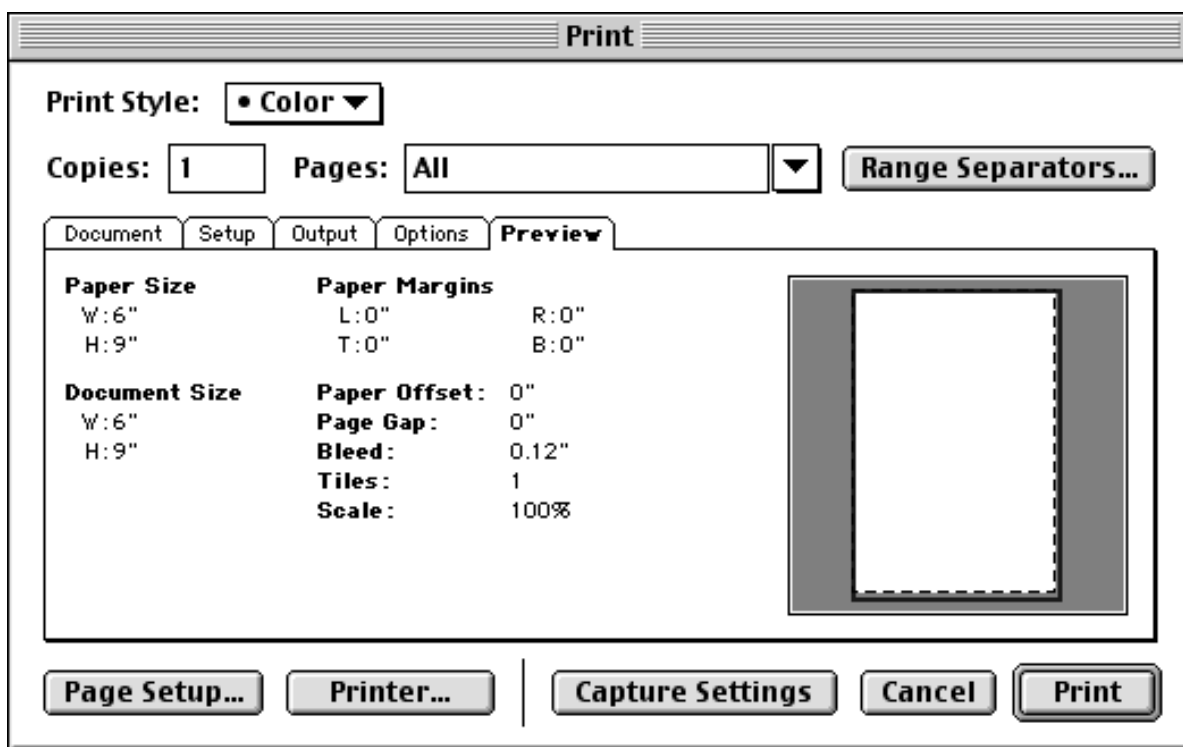 Print
Print Style: • Color
Copies: 1 Pages: All Range Separators...
Document Setup Output Options Preview
Paper Size Paper Margins
W:6" L:0" R:0"
H:9" T:0" B:0"
Document Size Paper Offset: 0"
W:6" Page Gap: 0"
H:9" Bleed: 0.12"
Tiles: 1
Scale: 100%
Page Setup... Printer... Capture Settings Cancel Print